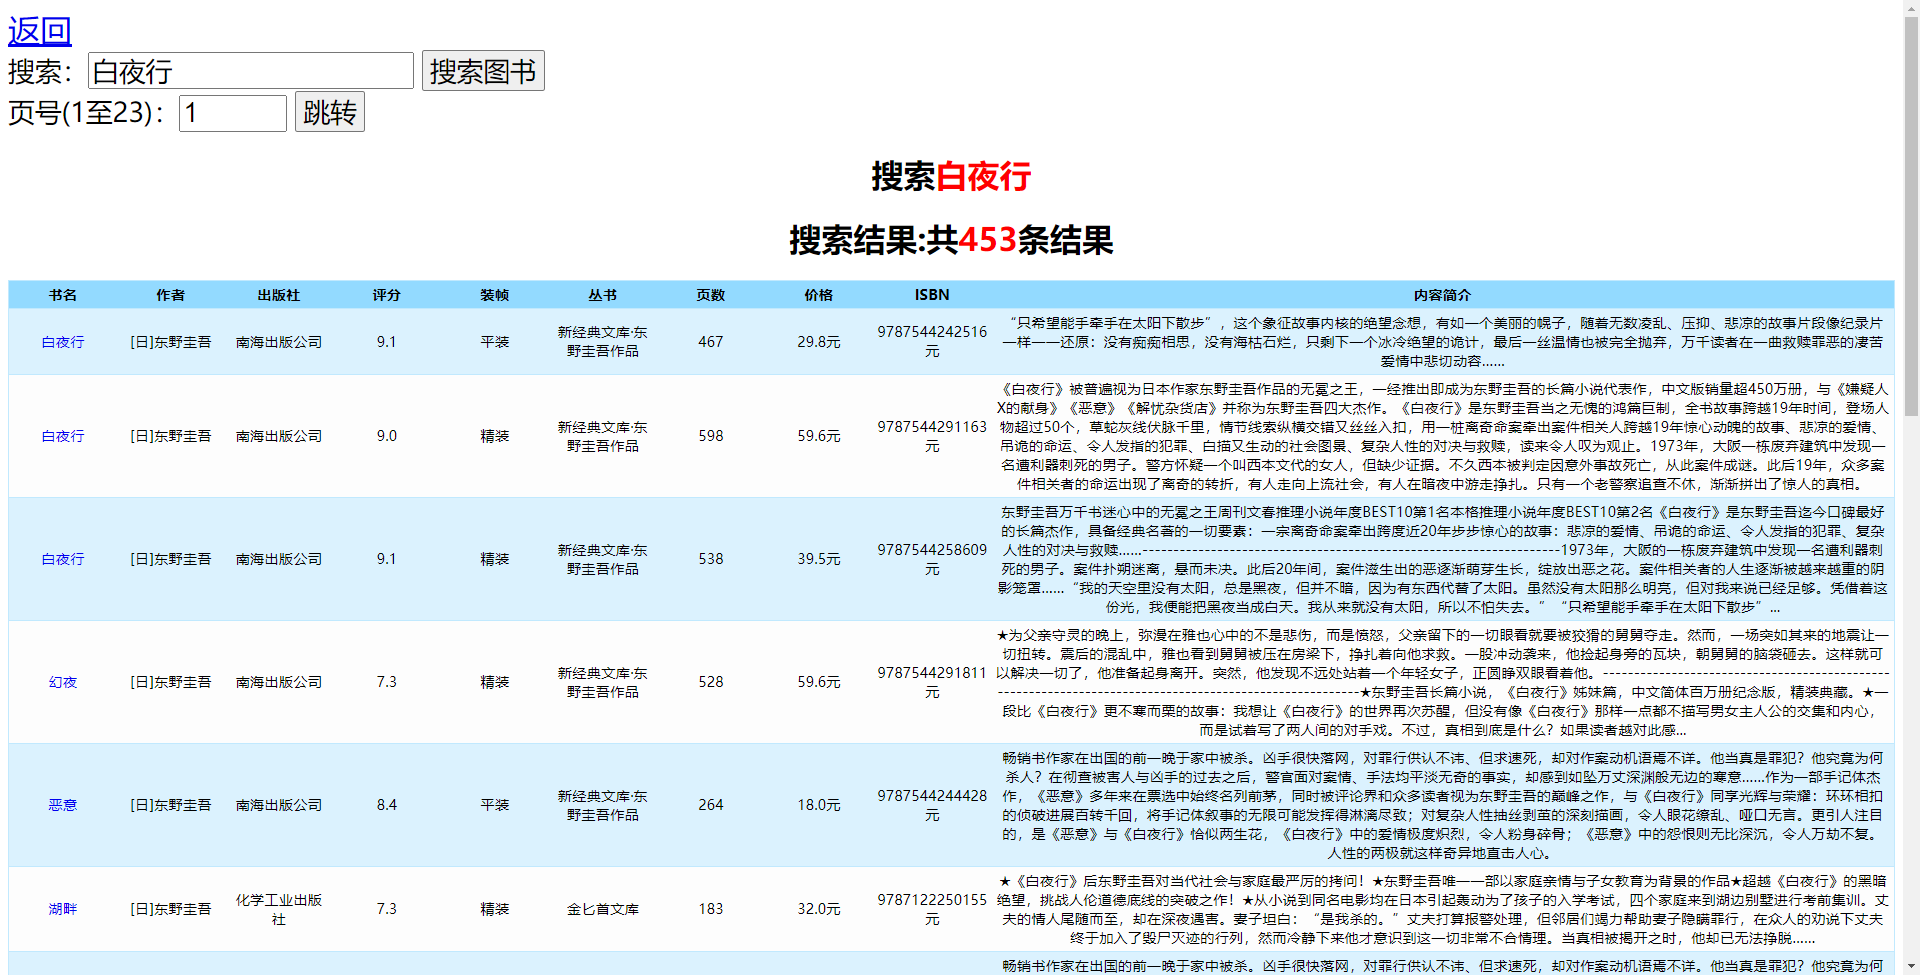 返回
搜索：白夜行 搜索图书
页号(1至23)：1 跳转
搜索白夜行
搜索结果:共453条结果
书名 作者 出版社 评分 装帧 丛书 页数 价格 ISBN 内容简介
白夜行 [日]东野圭吾 南海出版公司 9.1 平装 新经典文库·东
野圭吾作品 467 29.8元 9787544242516
元
“只希望能手牵手在太阳下散步”，这个象征故事内核的绝望念想，有如一个美丽的幌子，随着无数凌乱、压抑、悲凉的故事片段像纪录片
一样一一还原：没有痴痴相思，没有海枯石烂，只剩下一个冰冷绝望的诡计，最后一丝温情也被完全抛弃，万千读者在一曲救赎罪恶的凄苦
爱情中悲切动容……
白夜行 [日]东野圭吾 南海出版公司 9.0 精装 新经典文库·东
野圭吾作品 598 59.6元 9787544291163
元
《白夜行》被普遍视为日本作家东野圭吾作品的无冕之王，一经推出即成为东野圭吾的长篇小说代表作，中文版销量超450万册，与《嫌疑人
X的献身》《恶意》《解忧杂货店》并称为东野圭吾四大杰作。《白夜行》是东野圭吾当之无愧的鸿篇巨制，全书故事跨越19年时间，登场人
物超过50个，草蛇灰线伏脉千里，情节线索纵横交错又丝丝入扣，用一桩离奇命案牵出案件相关人跨越19年惊心动魄的故事、悲凉的爱情、
吊诡的命运、令人发指的犯罪、白描又生动的社会图景、复杂人性的对决与救赎，读来令人叹为观止。1973年，大阪一栋废弃建筑中发现一
名遭利器刺死的男子。警方怀疑一个叫西本文代的女人，但缺少证据。不久西本被判定因意外事故死亡，从此案件成谜。此后19年，众多案
件相关者的命运出现了离奇的转折，有人走向上流社会，有人在暗夜中游走挣扎。只有一个老警察追查不休，渐渐拼出了惊人的真相。
白夜行 [日]东野圭吾 南海出版公司 9.1 精装 新经典文库·东
野圭吾作品 538 39.5元 9787544258609
元
东野圭吾万千书迷心中的无冕之王周刊文春推理小说年度BEST10第1名本格推理小说年度BEST10第2名《白夜行》是东野圭吾迄今口碑最好
的长篇杰作，具备经典名著的一切要素：一宗离奇命案牵出跨度近20年步步惊心的故事：悲凉的爱情、吊诡的命运、令人发指的犯罪、复杂
人性的对决与救赎……-------------------------------------------------------------------1973年，大阪的一栋废弃建筑中发现一名遭利器刺
死的男子。案件扑朔迷离，悬而未决。此后20年间，案件滋生出的恶逐渐萌芽生长，绽放出恶之花。案件相关者的人生逐渐被越来越重的阴
影笼罩……“我的天空里没有太阳，总是黑夜，但并不暗，因为有东西代替了太阳。虽然没有太阳那么明亮，但对我来说已经足够。凭借着这
份光，我便能把黑夜当成白天。我从来就没有太阳，所以不怕失去。”“只希望能手牵手在太阳下散步”...
幻夜 [日]东野圭吾 南海出版公司 7.3 精装 新经典文库·东
野圭吾作品 528 59.6元 9787544291811
元
★为父亲守灵的晚上，弥漫在雅也心中的不是悲伤，而是愤怒，父亲留下的一切眼看就要被狡猾的舅舅夺走。然而，一场突如其来的地震让一
切扭转。震后的混乱中，雅也看到舅舅被压在房梁下，挣扎着向他求救。一股冲动袭来，他捡起身旁的瓦块，朝舅舅的脑袋砸去。这样就可
以解决一切了，他准备起身离开。突然，他发现不远处站着一个年轻女子，正圆睁双眼看着他。----------------------------------------------
----------------------------------------------------------★东野圭吾长篇小说，《白夜行》姊妹篇，中文简体百万册纪念版，精装典藏。★一
段比《白夜行》更不寒而栗的故事：我想让《白夜行》的世界再次苏醒，但没有像《白夜行》那样一点都不描写男女主人公的交集和内心，
而是试着写了两人间的对手戏。不过，真相到底是什么？如果读者越对此感...
恶意 [日]东野圭吾 南海出版公司 8.4 平装 新经典文库·东
野圭吾作品 264 18.0元 9787544244428
元
畅销书作家在出国的前一晚于家中被杀。凶手很快落网，对罪行供认不讳、但求速死，却对作案动机语焉不详。他当真是罪犯？他究竟为何
杀人？在彻查被害人与凶手的过去之后，警官面对案情、手法均平淡无奇的事实，却感到如坠万丈深渊般无边的寒意……作为一部手记体杰
作，《恶意》多年来在票选中始终名列前茅，同时被评论界和众多读者视为东野圭吾的巅峰之作，与《白夜行》同享光辉与荣耀：环环相扣
的侦破进展百转千回，将手记体叙事的无限可能发挥得淋漓尽致；对复杂人性抽丝剥茧的深刻描画，令人眼花缭乱、哑口无言。更引人注目
的，是《恶意》与《白夜行》恰似两生花，《白夜行》中的爱情极度炽烈，令人粉身碎骨；《恶意》中的怨恨则无比深沉，令人万劫不复。
人性的两极就这样奇异地直击人心。
湖畔 [日]东野圭吾 化学工业出版
社 7.3 精装 金匕首文库 183 32.0元 9787122250155
元
★《白夜行》后东野圭吾对当代社会与家庭最严厉的拷问！★东野圭吾唯一一部以家庭亲情与子女教育为背景的作品★超越《白夜行》的黑暗
绝望，挑战人伦道德底线的突破之作！★从小说到同名电影均在日本引起轰动为了孩子的入学考试，四个家庭来到湖边别墅进行考前集训。丈
夫的情人尾随而至，却在深夜遇害。妻子坦白：“是我杀的。”丈夫打算报警处理，但邻居们竭力帮助妻子隐瞒罪行，在众人的劝说下丈夫
终于加入了毁尸灭迹的行列，然而冷静下来他才意识到这一切非常不合情理。当真相被揭开之时，他却已无法挣脱……
畅销书作家在出国的前一晚于家中被杀。凶手很快落网，对罪行供认不讳、但求速死，却对作案动机语焉不详。他当真是罪犯？他究竟为何